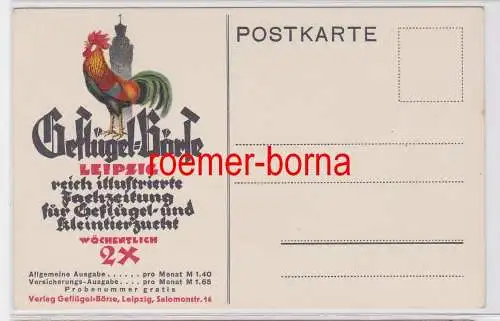 POSTKARTE
Geflügel=Börse
LEIPZIG
roemer-borna
reich illustrierte
Fachzeitung
für Geflügel- und
Kleintierzucht
WÖCHENTLICH
2X
Allgemeine Ausgabe ...... pro Monat M 1.40
Versicherungs-Ausgabe .... pro Monat M 1.65
Probenummer gratis
Verlag Geflügel-Börse, Leipzig, Salomonstr. 16